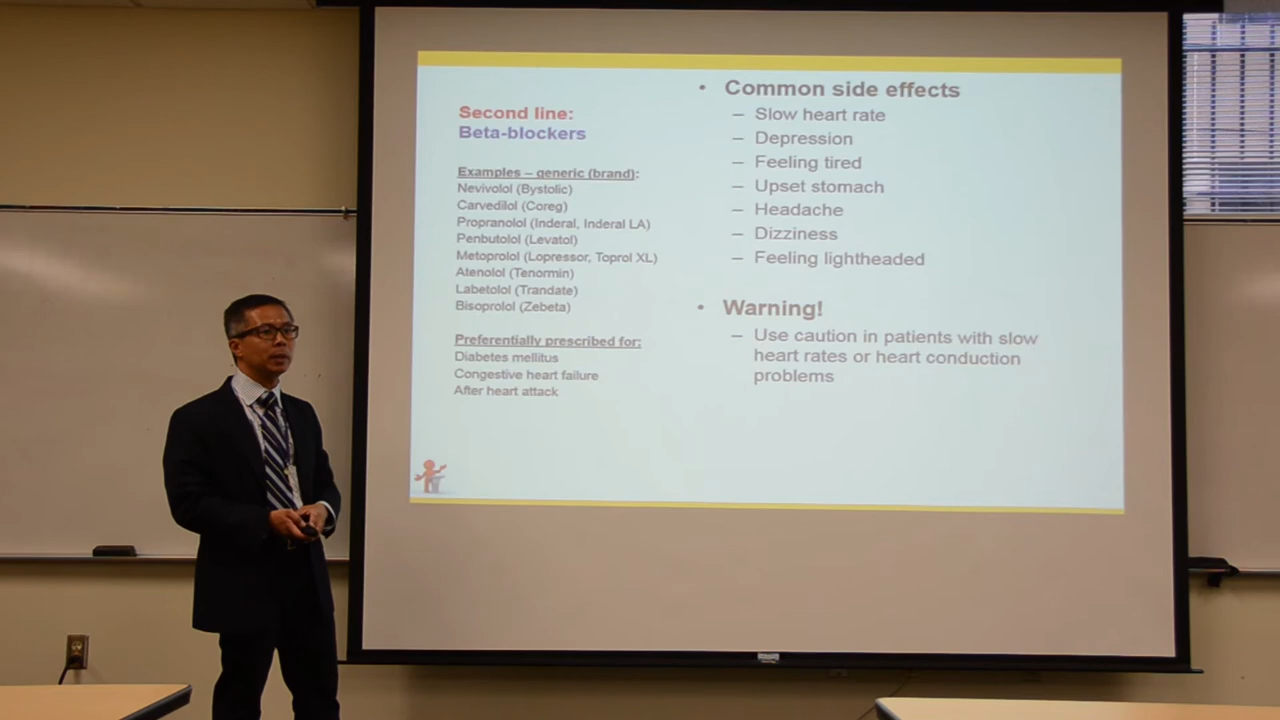 Second line:
Beta-blockers
Examples – generic (brand):
Nevivolol (Bystolic)
Carvedilol (Coreg)
Propranolol (Inderal, Inderal LA)
Penbutolol (Levatol)
Metoprolol (Lopressor, Toprol XL)
Atenolol (Tenormin)
Labetolol (Trandate)
Bisoprolol (Zebeta)
Preferentially prescribed for:
Diabetes mellitus
Congestive heart failure
After heart attack
• Common side effects
– Slow heart rate
– Depression
– Feeling tired
– Upset stomach
– Headache
– Dizziness
– Feeling lightheaded
• Warning!
– Use caution in patients with slow
heart rates or heart conduction
problems